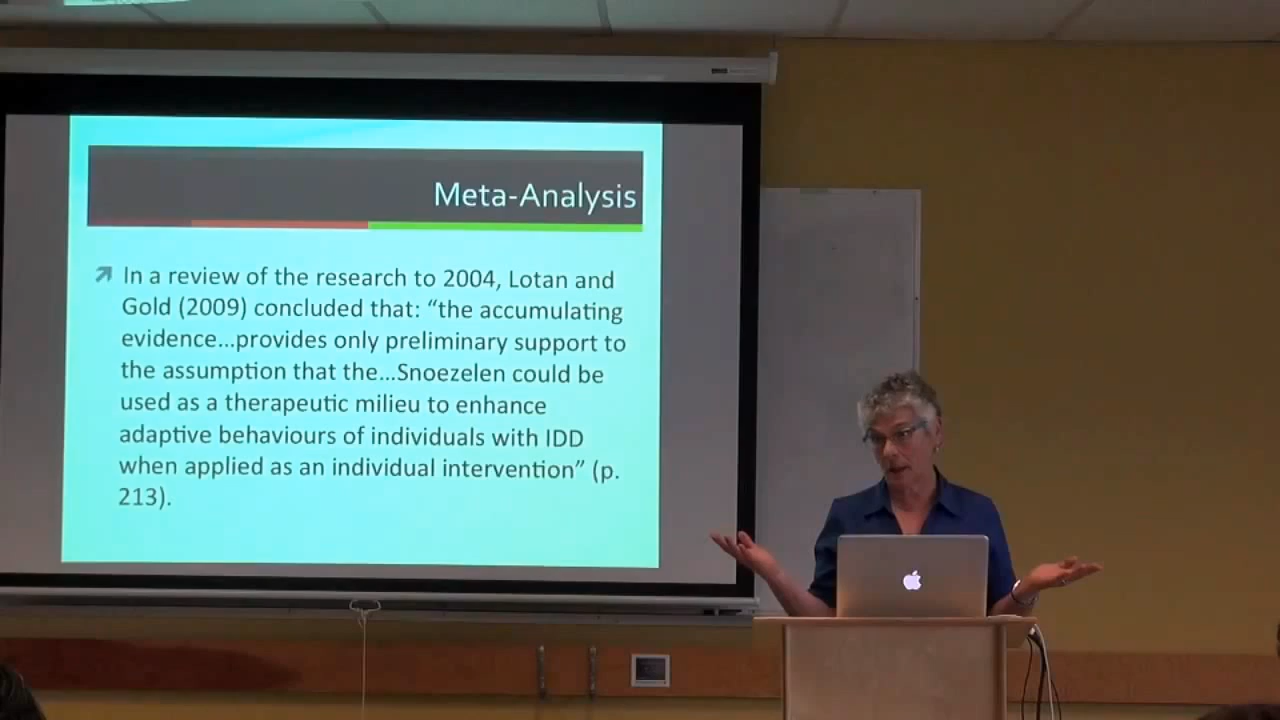 Meta-Analysis
In a review of the research to 2004, Lotan and
Gold (2009) concluded that: “the accumulating
evidence...provides only preliminary support to
the assumption that the...Snoezelen could be
used as a therapeutic milieu to enhance
adaptive behaviours of individuals with IDD
when applied as an individual intervention” (p.
213).